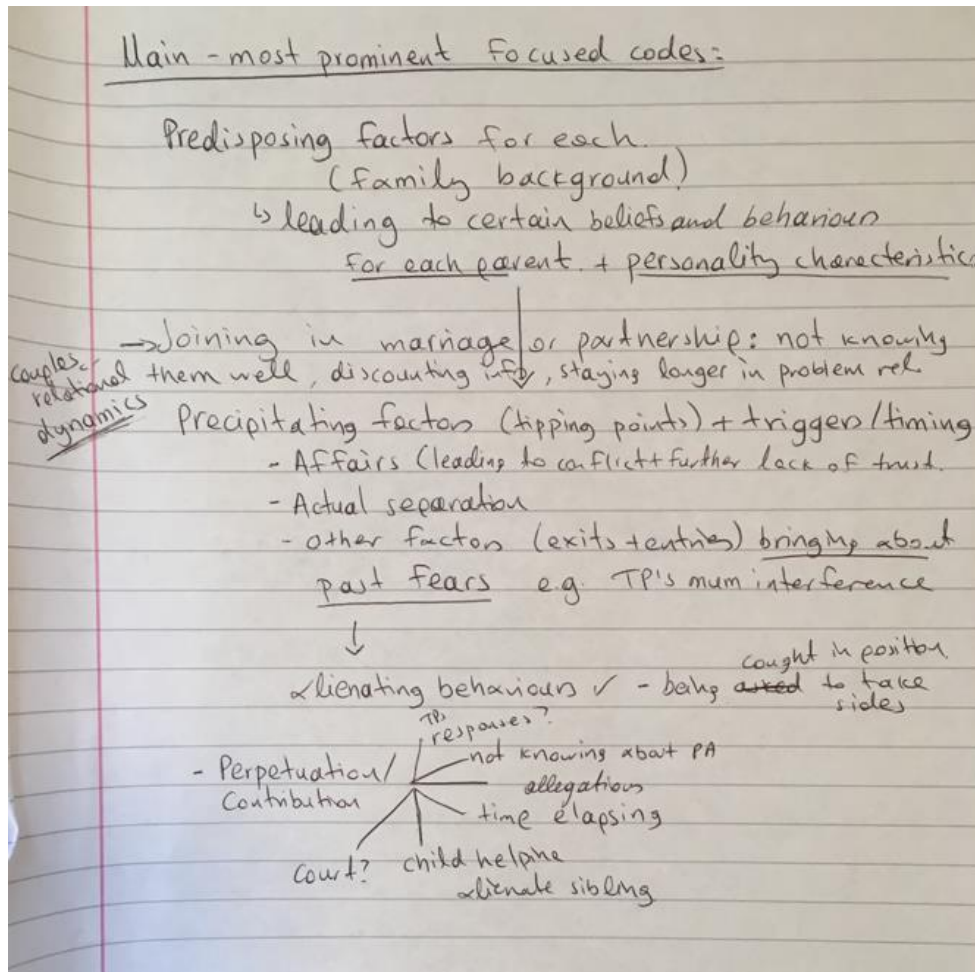 Main - most prominent focused codes:
Predisposing factors for each
(family background)
↳ leading to certain beliefs and behaviours
for each parent. + personality characteristic
→ Joining in marriage or partnership: not knowing
couples relational dynamics
them well, discounting info, staying longer in problem rel.
Precipitating factors (tipping points) + triggers/timing
- Affairs (leading to conflict + further lack of trust.
- Actual separation
- other factors (exits + entries) bringing about
past fears e.g. TP's mum interference
↓
alienating behaviours ✓ - being asked caught in position to take sides
- Perpetuation/
Contribution
TPs responses?
not knowing about PA
allegations
time elapsing
child helping
alienate sibling
Court?